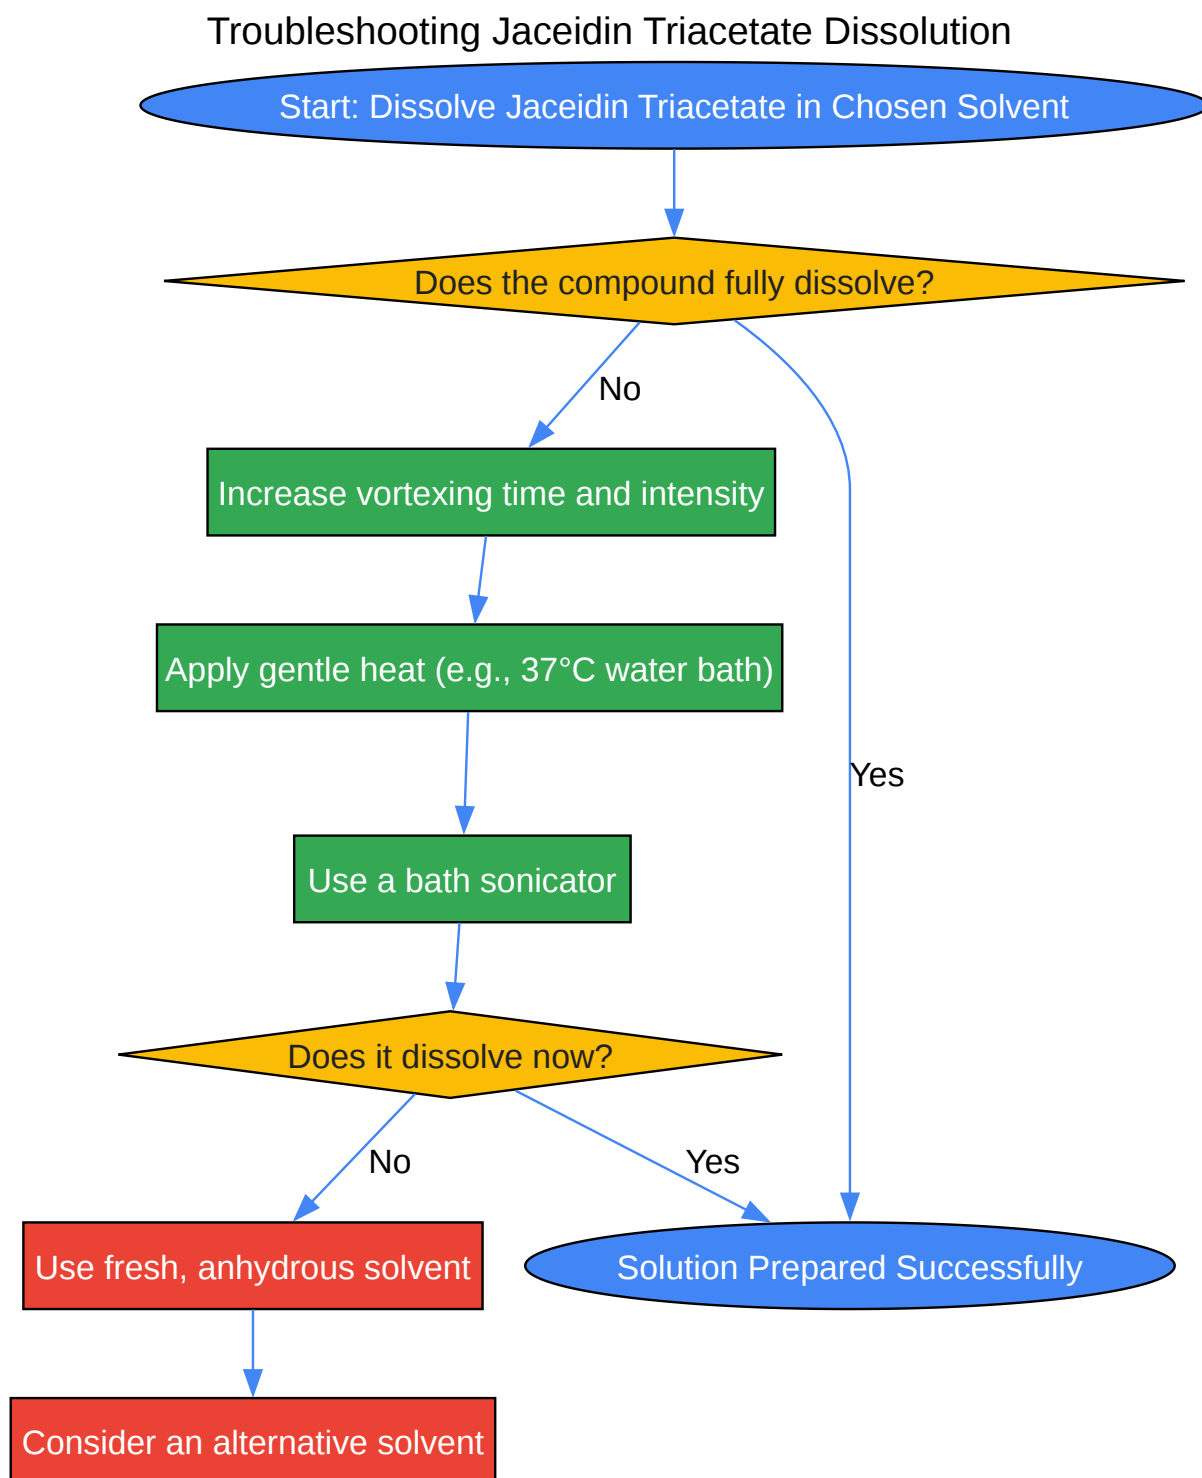 Troubleshooting Jaceidin Triacetate Dissolution
Start: Dissolve Jaceidin Triacetate in Chosen Solvent
Does the compound fully dissolve?
No
Increase vortexing time and intensity
Apply gentle heat (e.g., 37°C water bath)
Yes
Use a bath sonicator
Does it dissolve now?
No
Yes
Use fresh, anhydrous solvent
Solution Prepared Successfully
Consider an alternative solvent